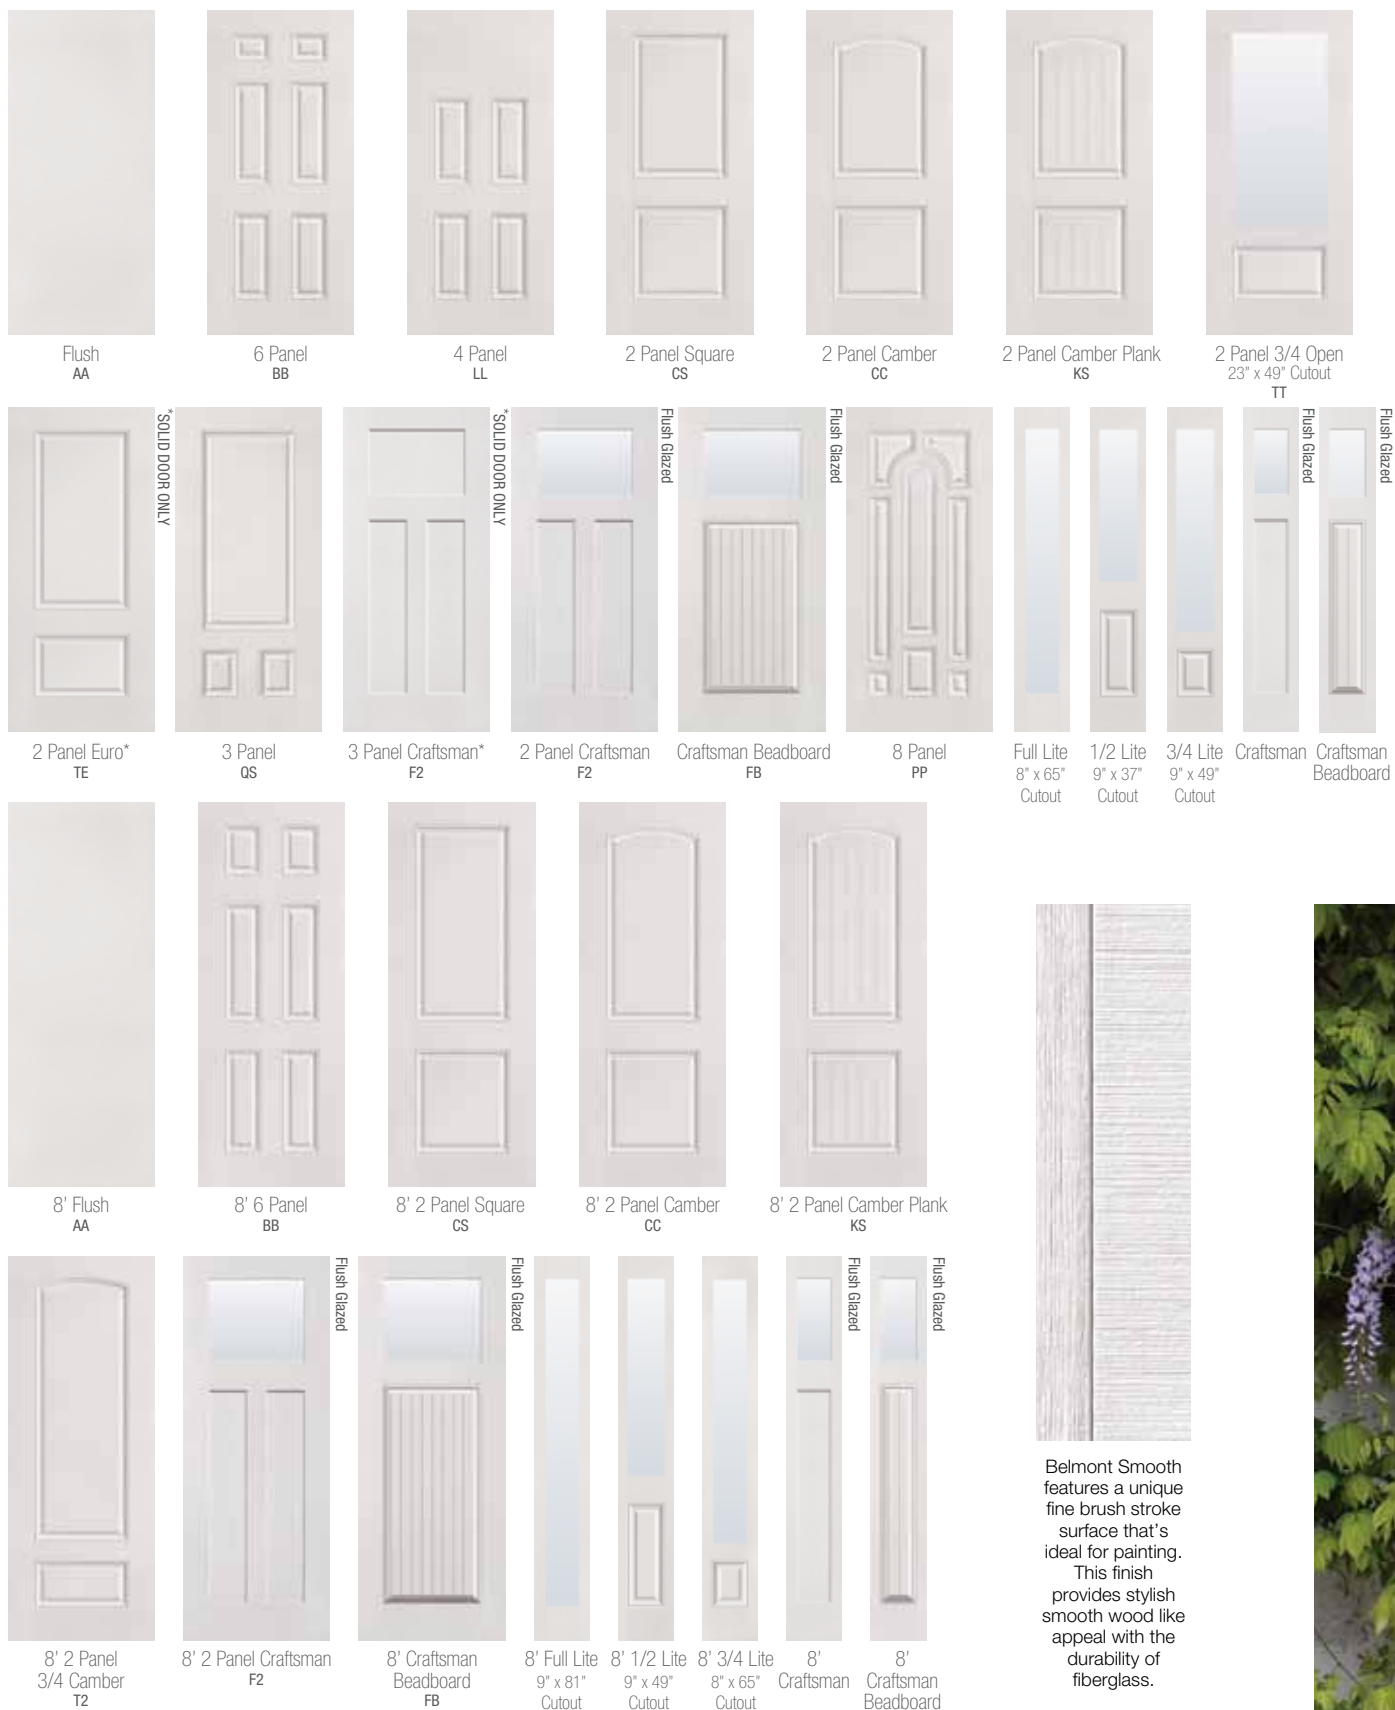 Flush
AA
6 Panel
BB
4 Panel
LL
2 Panel Square
CS
2 Panel Camber
CC
2 Panel Camber Plank
KS
2 Panel 3/4 Open
23” x 49” Cutout
TT
*SOLID DOOR ONLY
2 Panel Euro*
TE
3 Panel
QS
*SOLID DOOR ONLY
3 Panel Craftsman*
F2
Flush Glazed
2 Panel Craftsman
F2
Flush Glazed
Craftsman Beadboard
FB
8 Panel
PP
Full Lite
8” x 65”
Cutout
1/2 Lite
9” x 37”
Cutout
3/4 Lite
9” x 49”
Cutout
Flush Glazed
Craftsman
Flush Glazed
Craftsman
Beadboard
8’ Flush
AA
8’ 6 Panel
BB
8’ 2 Panel Square
CS
8’ 2 Panel Camber
CC
8’ 2 Panel Camber Plank
KS
8’ 2 Panel
3/4 Camber
T2
Flush Glazed
8’ 2 Panel Craftsman
F2
Flush Glazed
8’ Craftsman
Beadboard
FB
8’ Full Lite
9” x 81”
Cutout
8’ 1/2 Lite
9” x 49”
Cutout
8’ 3/4 Lite
8” x 65”
Cutout
Flush Glazed
8’
Craftsman
Flush Glazed
8’
Craftsman
Beadboard
Belmont Smooth
features a unique
fine brush stroke
surface that’s
ideal for painting.
This finish
provides stylish
smooth wood like
appeal with the
durability of
fiberglass.